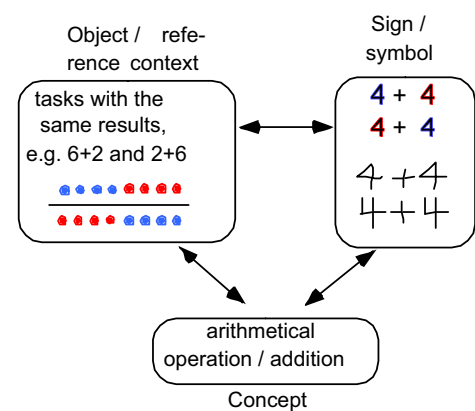 Object / refe-
rence context
tasks with the
same results,
e.g. 6+2 and 2+6
Sign /
symbol
4 + 4
4 + 4
4 + 4
4 + 4
arithmetical
operation / addition
Concept